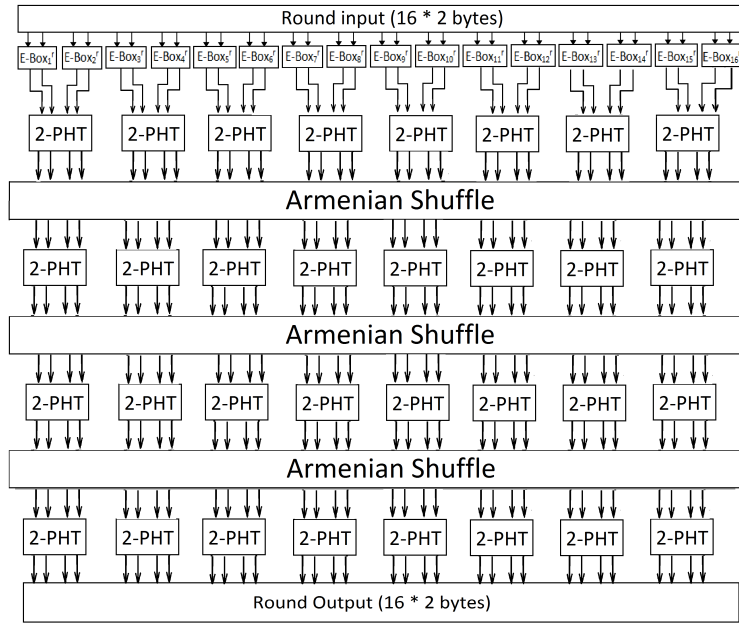 Round input (16 * 2 bytes)
E-Box₁ʳ E-Box₂ʳ E-Box₃ʳ E-Box₄ʳ E-Box₅ʳ E-Box₆ʳ E-Box₇ʳ E-Box₈ʳ E-Box₉ʳ E-Box₁₀ʳ E-Box₁₁ʳ E-Box₁₂ʳ E-Box₁₃ʳ E-Box₁₄ʳ E-Box₁₅ʳ E-Box₁₆ʳ
2-PHT 2-PHT 2-PHT 2-PHT 2-PHT 2-PHT 2-PHT 2-PHT
Armenian Shuffle
2-PHT 2-PHT 2-PHT 2-PHT 2-PHT 2-PHT 2-PHT 2-PHT
Armenian Shuffle
2-PHT 2-PHT 2-PHT 2-PHT 2-PHT 2-PHT 2-PHT 2-PHT
Armenian Shuffle
2-PHT 2-PHT 2-PHT 2-PHT 2-PHT 2-PHT 2-PHT 2-PHT
Round Output (16 * 2 bytes)